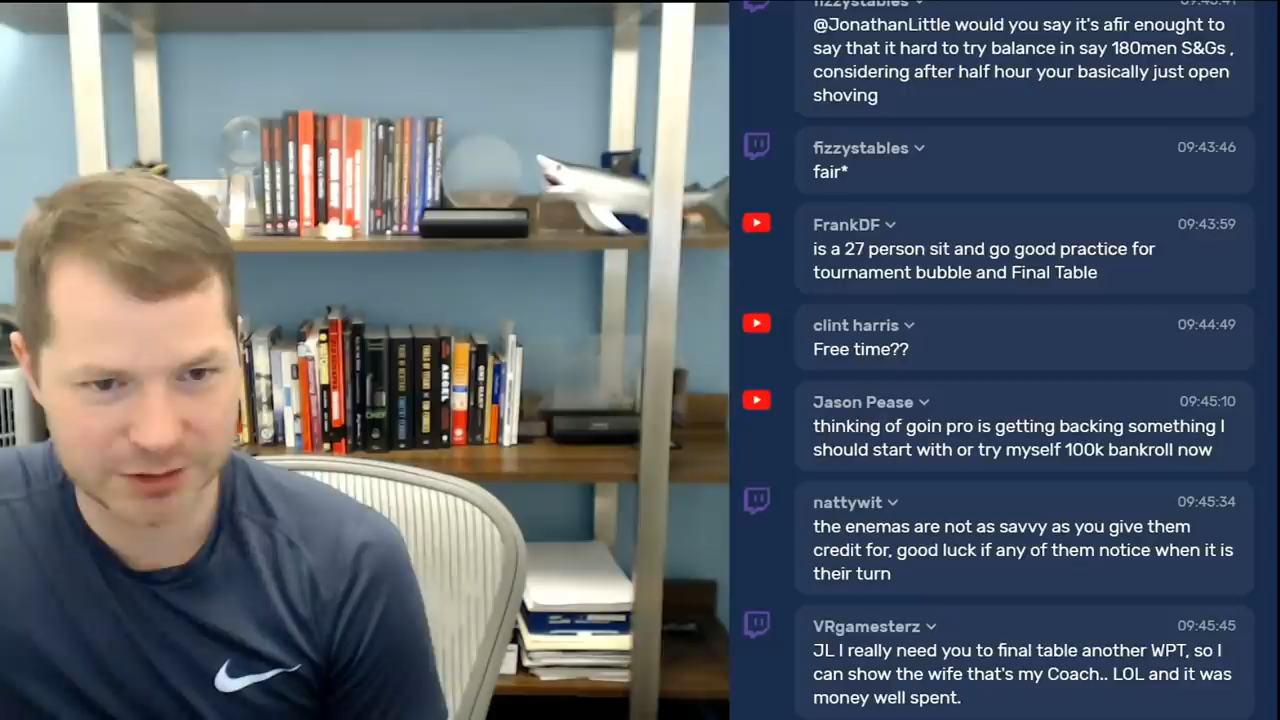 fizzystables 09:43:41
@JonathanLittle would you say it's afir enought to
say that it hard to try balance in say 180men S&Gs ,
considering after half hour your basically just open
shoving
fizzystables 09:43:46
fair*
FrankDF 09:43:59
is a 27 person sit and go good practice for
tournament bubble and Final Table
clint harris 09:44:49
Free time??
Jason Pease 09:45:10
thinking of goin pro is getting backing something I
should start with or try myself 100k bankroll now
nattywit 09:45:34
the enemas are not as savvy as you give them
credit for, good luck if any of them notice when it is
their turn
VRgamesterz 09:45:45
JL I really need you to final table another WPT, so I
can show the wife that's my Coach.. LOL and it was
money well spent.
ANGEL